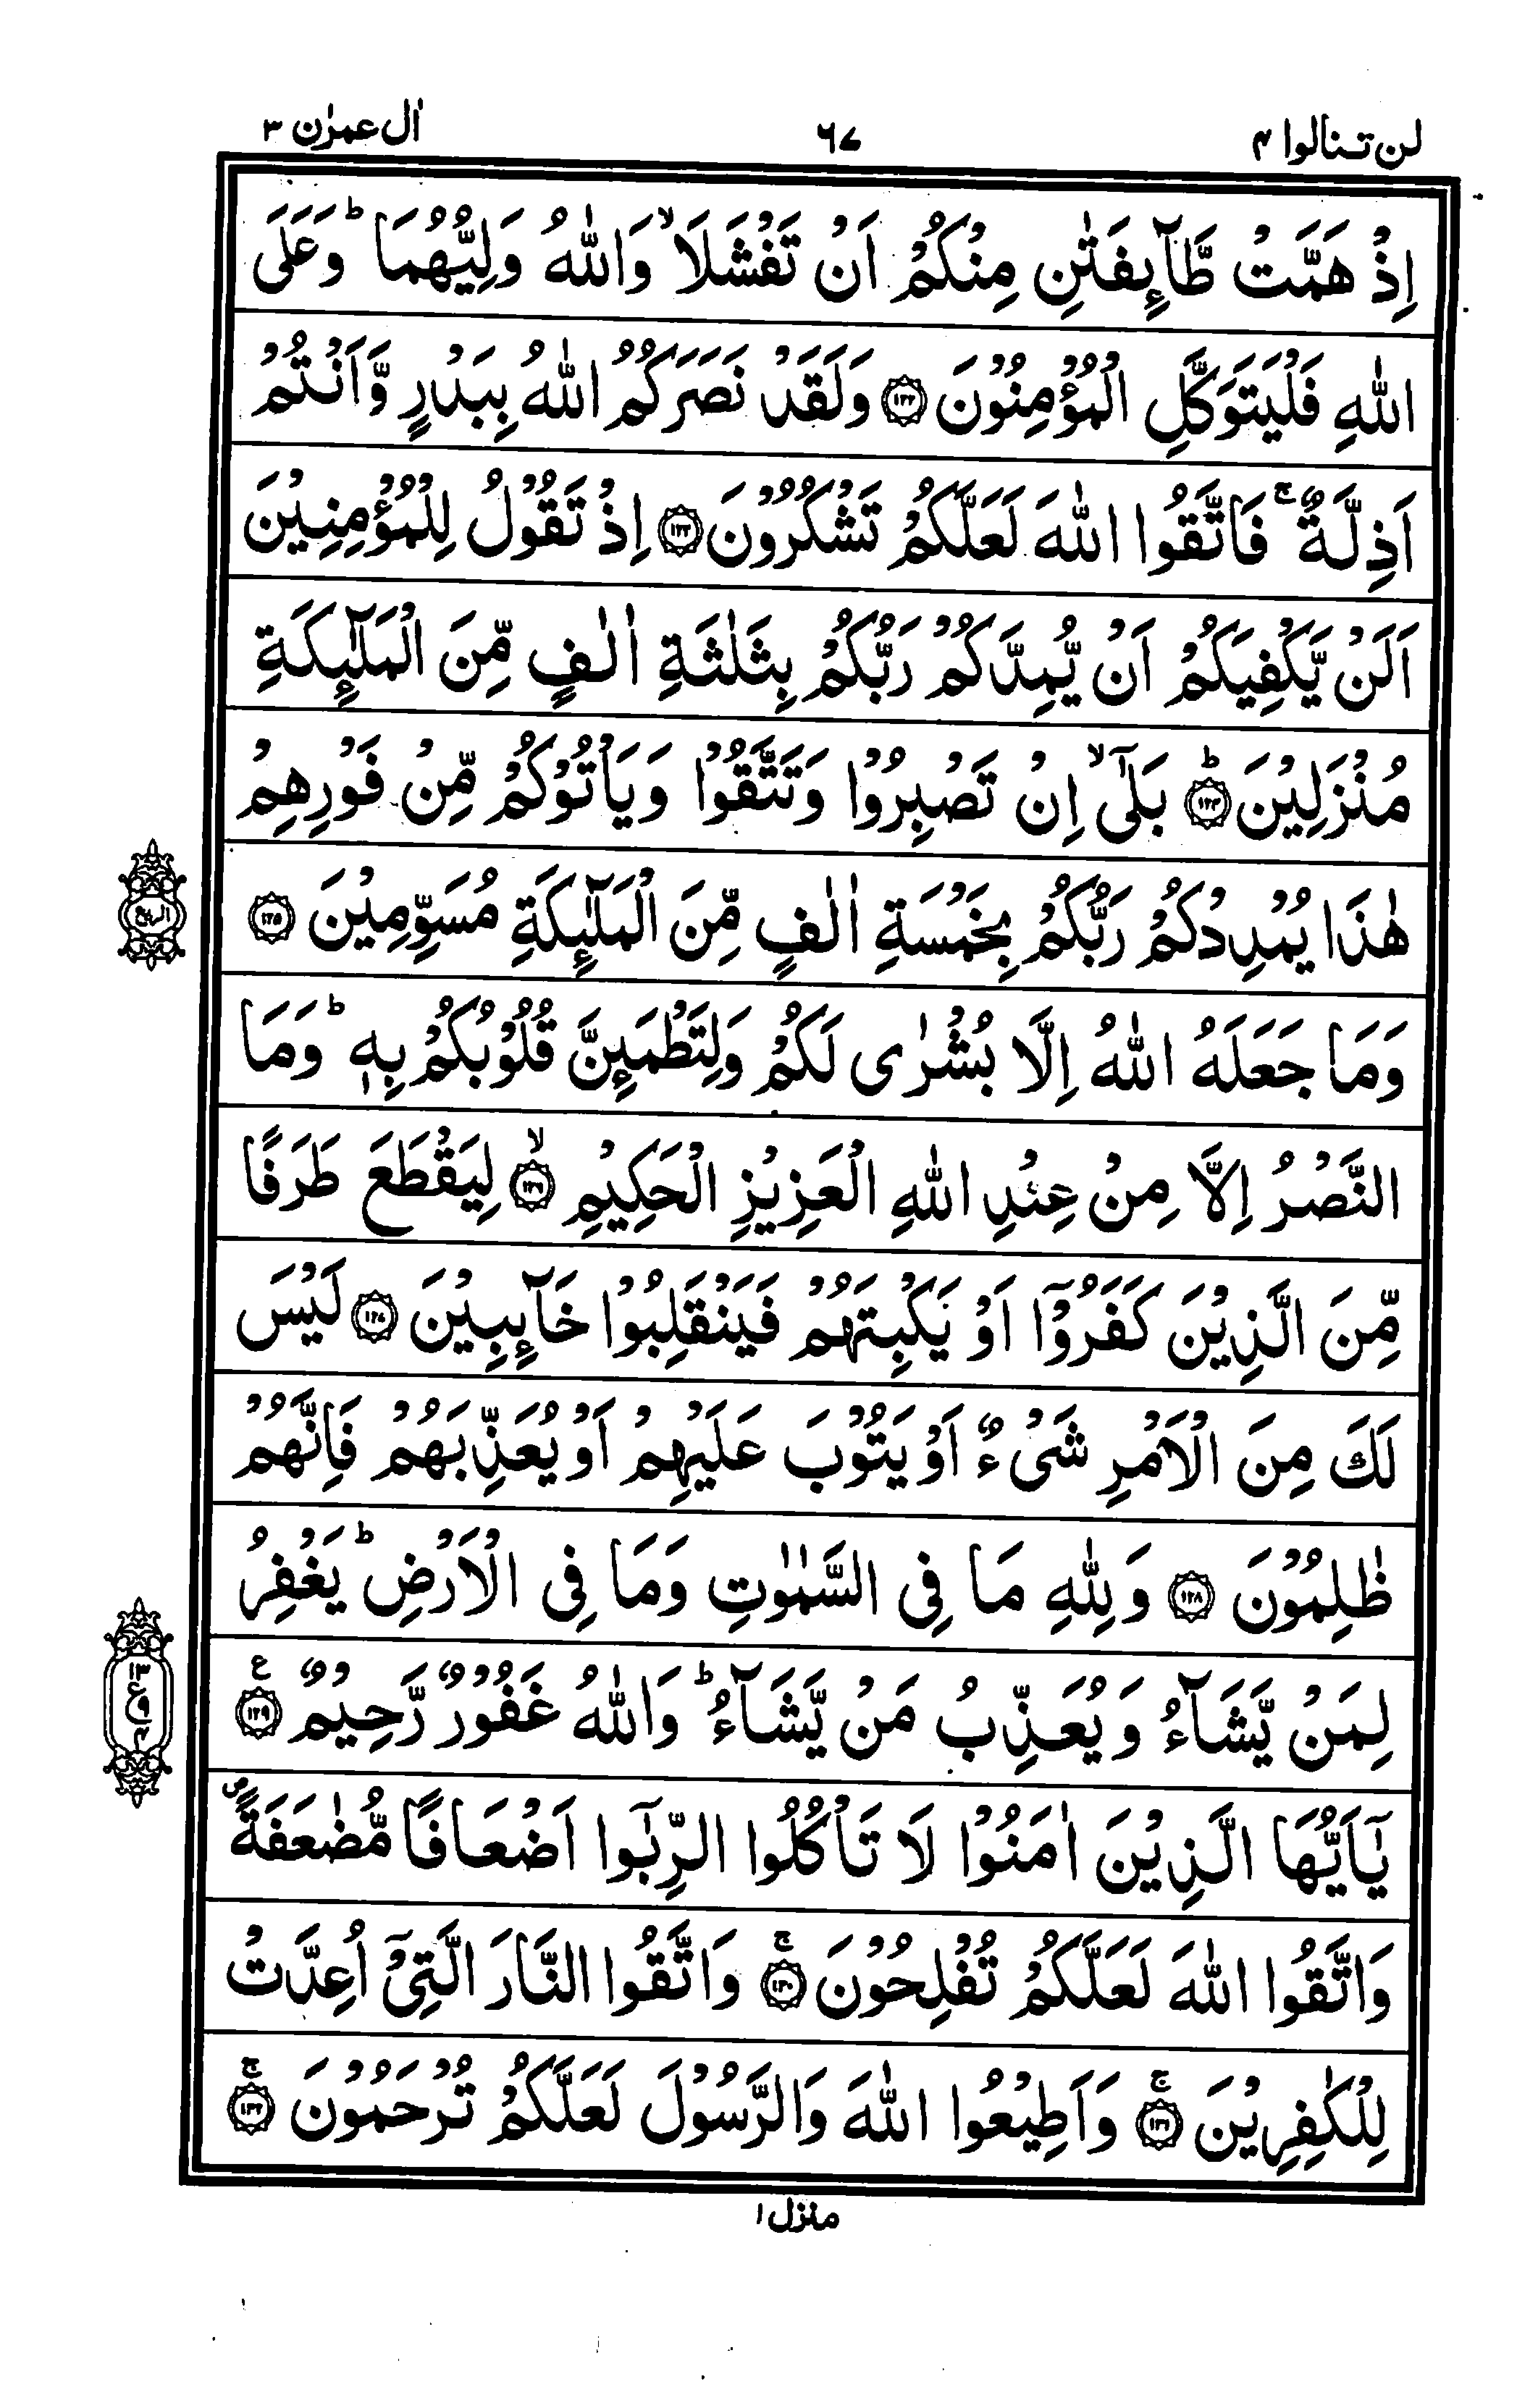 لن تنالوا ۴
٦٧
اٰل عمرٰن ۳
اِذْ هَمَّتْ طَّآئِفَتٰنِ مِنْكُمْ اَنْ تَفْشَلَا ۙ وَاللّٰهُ وَلِيُّهُمَا ؕ وَعَلَى
اللّٰهِ فَلْيَتَوَكَّلِ الْمُؤْمِنُوْنَ ﴿۱۲۲﴾ وَلَقَدْ نَصَرَكُمُ اللّٰهُ بِبَدْرٍ وَّاَنْتُمْ
اَذِلَّةٌ ۚ فَاتَّقُوا اللّٰهَ لَعَلَّكُمْ تَشْكُرُوْنَ ﴿۱۲۳﴾ اِذْ تَقُوْلُ لِلْمُؤْمِنِيْنَ
اَلَنْ يَّكْفِيَكُمْ اَنْ يُّمِدَّكُمْ رَبُّكُمْ بِثَلٰثَةِ اٰلٰفٍ مِّنَ الْمَلٰٓئِكَةِ
مُنْزَلِيْنَ ؕ ﴿۱۲۴﴾ بَلٰٓى ۙ اِنْ تَصْبِرُوْا وَتَتَّقُوْا وَيَاْتُوْكُمْ مِّنْ فَوْرِهِمْ
هٰذَا يُمْدِدْكُمْ رَبُّكُمْ بِخَمْسَةِ اٰلٰفٍ مِّنَ الْمَلٰٓئِكَةِ مُسَوِّمِيْنَ ﴿۱۲۵﴾
الربع
وَمَا جَعَلَهُ اللّٰهُ اِلَّا بُشْرٰى لَكُمْ وَلِتَطْمَئِنَّ قُلُوْبُكُمْ بِهٖ ؕ وَمَا
النَّصْرُ اِلَّا مِنْ عِنْدِ اللّٰهِ الْعَزِيْزِ الْحَكِيْمِ ۙ ﴿۱۲۶﴾ لِيَقْطَعَ طَرَفًا
مِّنَ الَّذِيْنَ كَفَرُوْٓا اَوْ يَكْبِتَهُمْ فَيَنْقَلِبُوْا خَآئِبِيْنَ ﴿۱۲۷﴾ لَيْسَ
لَكَ مِنَ الْاَمْرِ شَىْءٌ اَوْ يَتُوْبَ عَلَيْهِمْ اَوْ يُعَذِّبَهُمْ فَاِنَّهُمْ
ظٰلِمُوْنَ ﴿۱۲۸﴾ وَلِلّٰهِ مَا فِى السَّمٰوٰتِ وَمَا فِى الْاَرْضِ ؕ يَغْفِرُ
لِمَنْ يَّشَآءُ وَيُعَذِّبُ مَنْ يَّشَآءُ ؕ وَاللّٰهُ غَفُوْرٌ رَّحِيْمٌ ﴿۱۲۹﴾ ع
يٰٓاَيُّهَا الَّذِيْنَ اٰمَنُوْا لَا تَاْكُلُوا الرِّبٰٓوا اَضْعَافًا مُّضٰعَفَةً ۪
وَاتَّقُوا اللّٰهَ لَعَلَّكُمْ تُفْلِحُوْنَ ۚ ﴿۱۳۰﴾ وَاتَّقُوا النَّارَ الَّتِىْٓ اُعِدَّتْ
لِلْكٰفِرِيْنَ ۚ ﴿۱۳۱﴾ وَاَطِيْعُوا اللّٰهَ وَالرَّسُوْلَ لَعَلَّكُمْ تُرْحَمُوْنَ ۚ ﴿۱۳۲﴾
منزل ۱